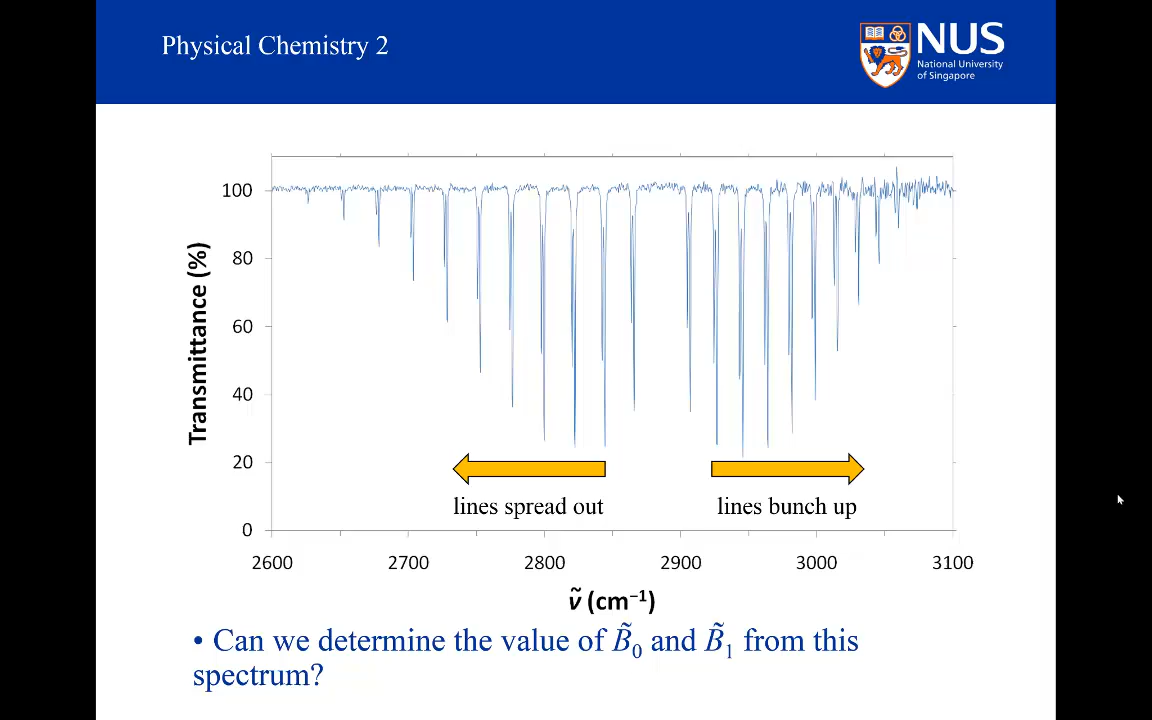 Physical Chemistry 2
NUS
National University
of Singapore
100
80
60
40
20
0
Transmittance (%)
lines spread out
lines bunch up
2600 2700 2800 2900 3000 3100
ν̃ (cm⁻¹)
• Can we determine the value of B̃₀ and B̃₁ from this
spectrum?